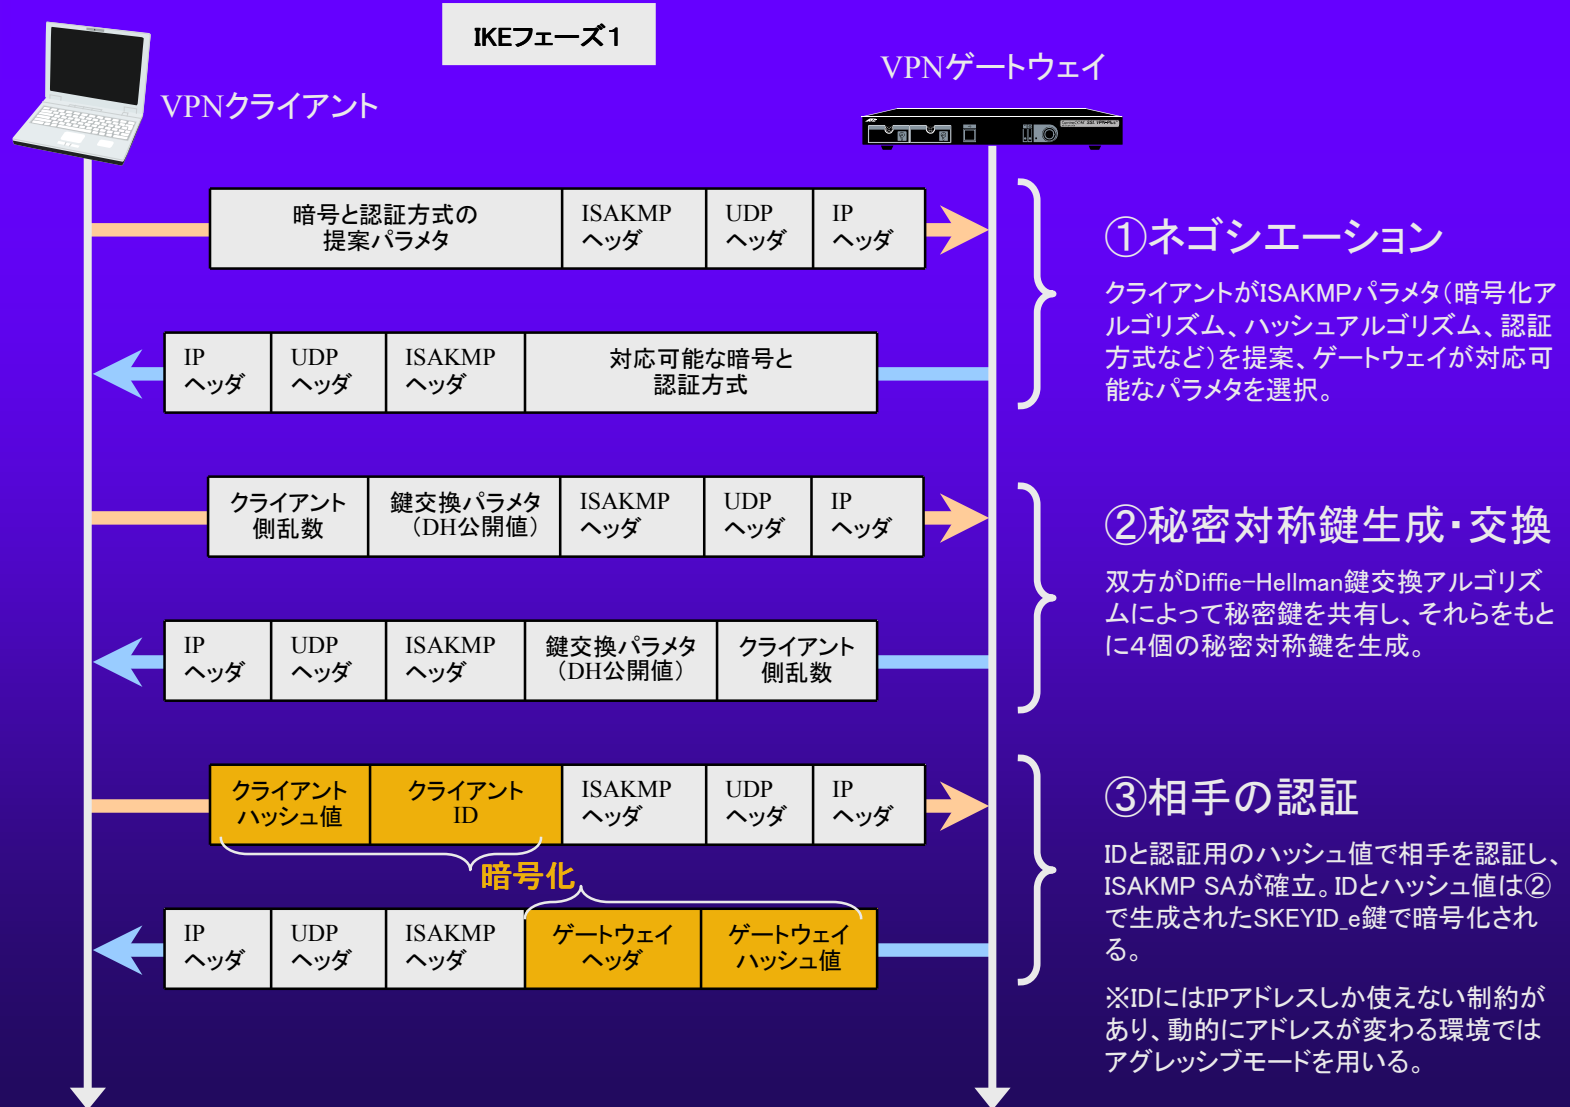 IKEフェーズ1
VPNクライアント
VPNゲートウェイ
暗号と認証方式の
提案パラメタ
ISAKMP
ヘッダ
UDP
ヘッダ
IP
ヘッダ
①ネゴシエーション
クライアントがISAKMPパラメタ（暗号化ア
ルゴリズム、ハッシュアルゴリズム、認証
方式など）を提案、ゲートウェイが対応可
能なパラメタを選択。
IP
ヘッダ
UDP
ヘッダ
ISAKMP
ヘッダ
対応可能な暗号と
認証方式
クライアント
側乱数
鍵交換パラメタ
（DH公開値）
ISAKMP
ヘッダ
UDP
ヘッダ
IP
ヘッダ
②秘密対称鍵生成・交換
双方がDiffie-Hellman鍵交換アルゴリズ
ムによって秘密鍵を共有し、それらをもと
に4個の秘密対称鍵を生成。
IP
ヘッダ
UDP
ヘッダ
ISAKMP
ヘッダ
鍵交換パラメタ
（DH公開値）
クライアント
側乱数
クライアント
ハッシュ値
クライアント
ID
ISAKMP
ヘッダ
UDP
ヘッダ
IP
ヘッダ
暗号化
③相手の認証
IDと認証用のハッシュ値で相手を認証し、
ISAKMP SAが確立。IDとハッシュ値は②
で生成されたSKEYID_e鍵で暗号化され
る。
※IDにはIPアドレスしか使えない制約が
あり、動的にアドレスが変わる環境では
アグレッシブモードを用いる。
IP
ヘッダ
UDP
ヘッダ
ISAKMP
ヘッダ
ゲートウェイ
ヘッダ
ゲートウェイ
ハッシュ値